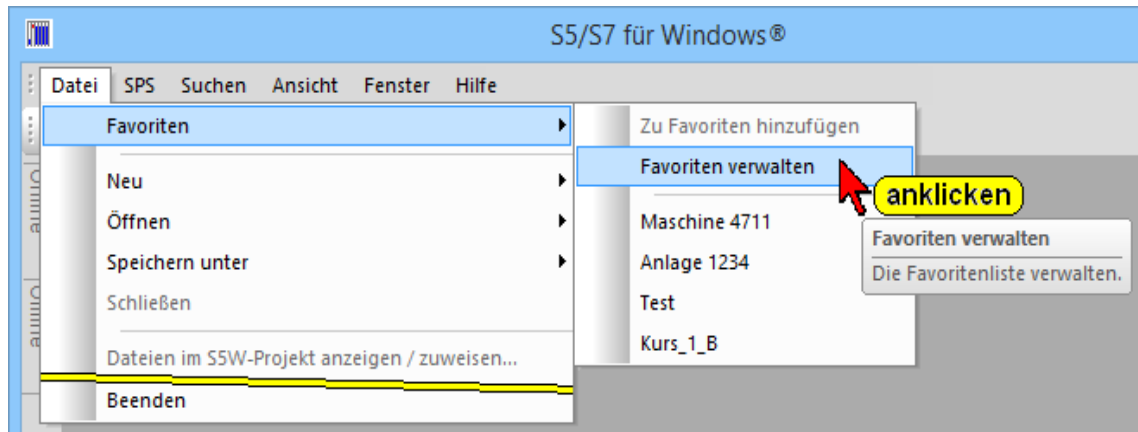 S5/S7 für Windows®
Datei SPS Suchen Ansicht Fenster Hilfe
Favoriten
Neu
Öffnen
Speichern unter
Schließen
Dateien im S5W-Projekt anzeigen / zuweisen...
Beenden
Zu Favoriten hinzufügen
Favoriten verwalten
Maschine 4711
Anlage 1234
Test
Kurs_1_B
anklicken
Favoriten verwalten
Die Favoritenliste verwalten.